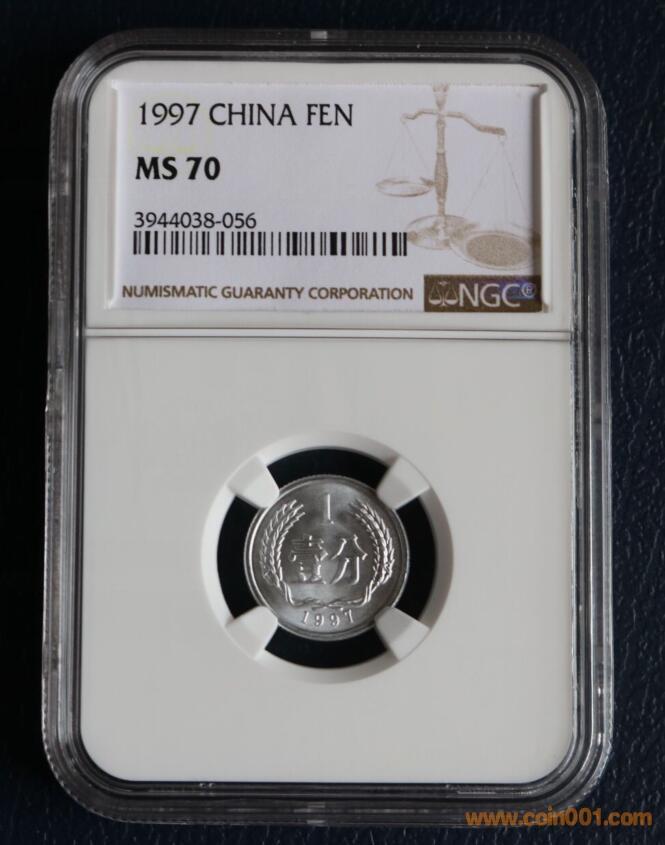 1997 CHINA FEN
MS 70
3944038-056
NUMISMATIC GUARANTY CORPORATION
NGC®
1
壹分
1997
www.coin001.com